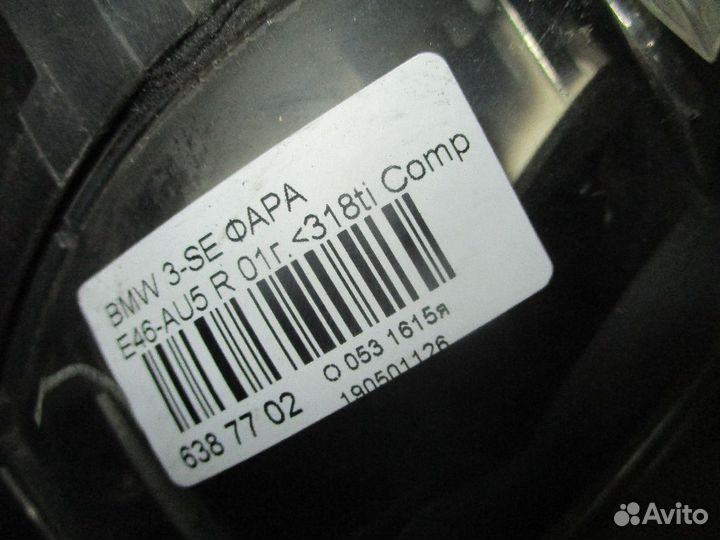 BMW 3-SE ФАРА
E46-AU5 R 01г.<318ti Comp
638 77 02
O 053 1615я
190501126
Avito